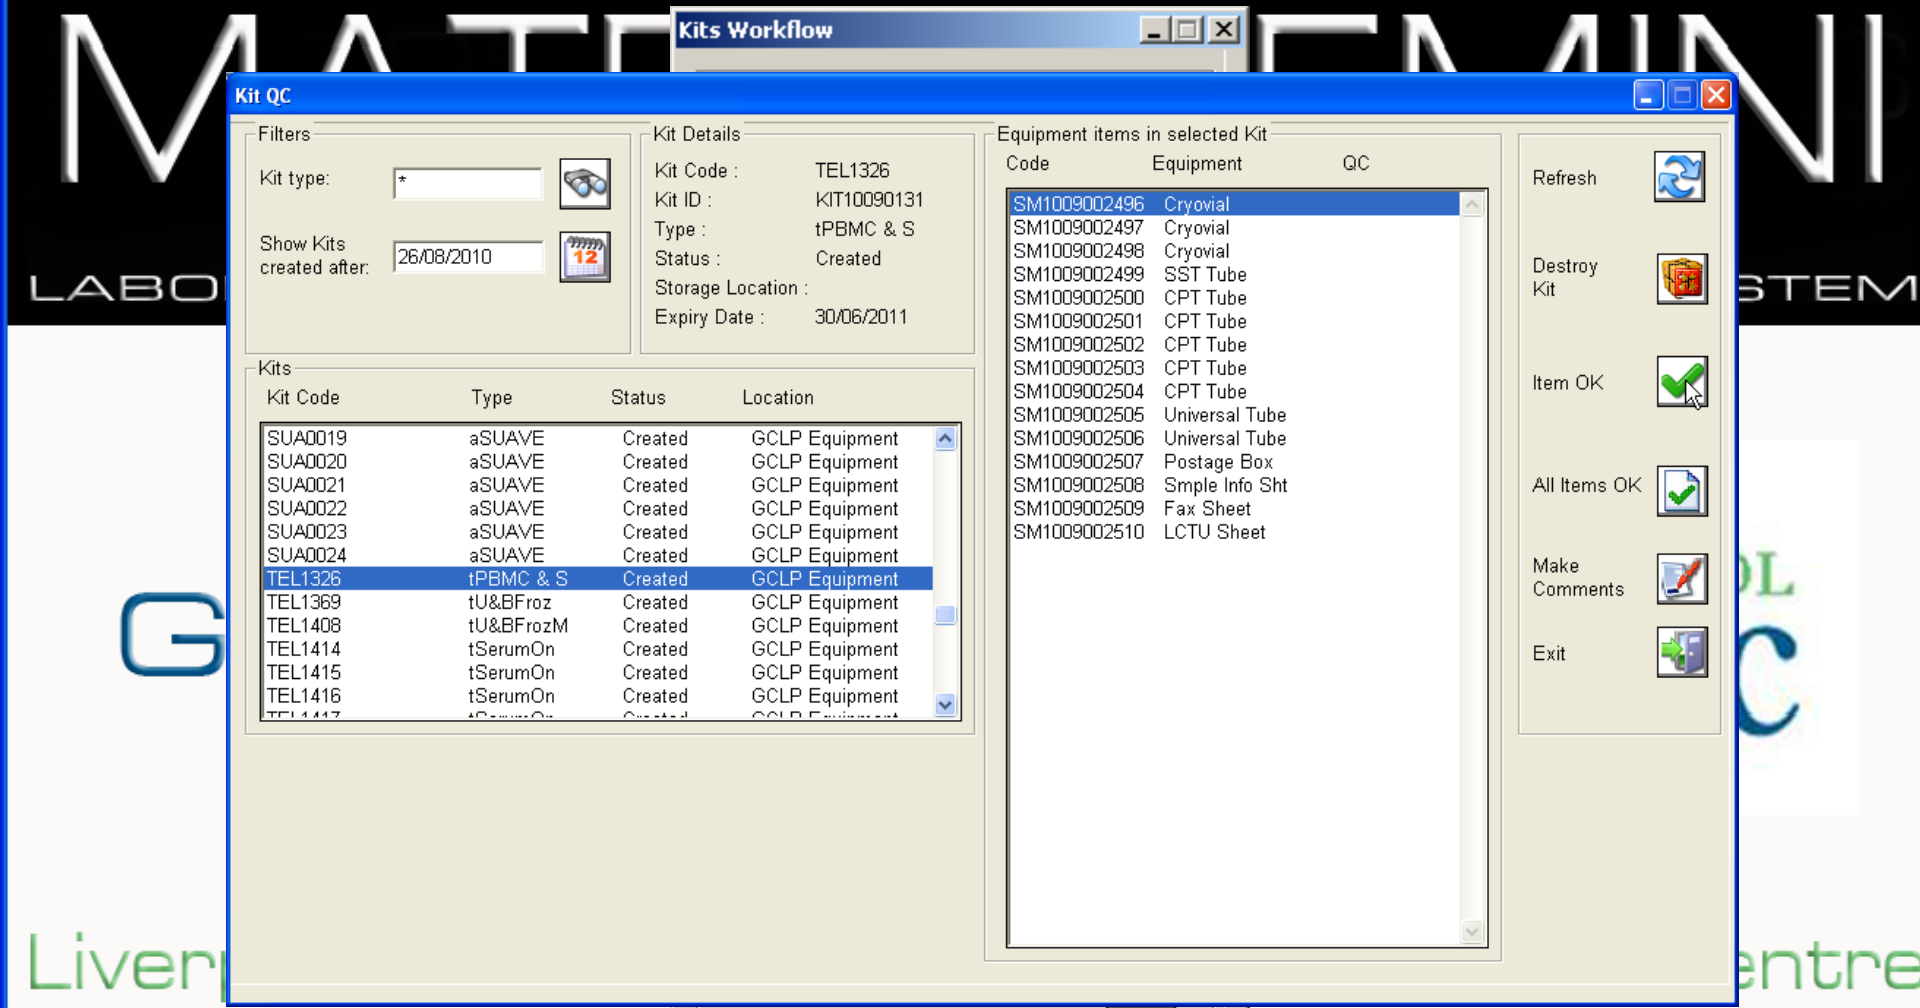 Kits Workflow
Kit QC
Filters
Kit type:
*
Show Kits
created after:
26/08/2010
12
Kit Details
Kit Code : TEL1326
Kit ID : KIT10090131
Type : tPBMC & S
Status : Created
Storage Location :
Expiry Date : 30/06/2011
Kits
Kit Code Type Status Location
SUA0019 aSUAVE Created GCLP Equipment
SUA0020 aSUAVE Created GCLP Equipment
SUA0021 aSUAVE Created GCLP Equipment
SUA0022 aSUAVE Created GCLP Equipment
SUA0023 aSUAVE Created GCLP Equipment
SUA0024 aSUAVE Created GCLP Equipment
TEL1326 tPBMC & S Created GCLP Equipment
TEL1369 tU&BFroz Created GCLP Equipment
TEL1408 tU&BFrozM Created GCLP Equipment
TEL1414 tSerumOn Created GCLP Equipment
TEL1415 tSerumOn Created GCLP Equipment
TEL1416 tSerumOn Created GCLP Equipment
TEL1417 tSerumOn Created GCLP Equipment
Equipment items in selected Kit
Code Equipment QC
SM1009002496 Cryovial
SM1009002497 Cryovial
SM1009002498 Cryovial
SM1009002499 SST Tube
SM1009002500 CPT Tube
SM1009002501 CPT Tube
SM1009002502 CPT Tube
SM1009002503 CPT Tube
SM1009002504 CPT Tube
SM1009002505 Universal Tube
SM1009002506 Universal Tube
SM1009002507 Postage Box
SM1009002508 Smple Info Sht
SM1009002509 Fax Sheet
SM1009002510 LCTU Sheet
Refresh
Destroy
Kit
Item OK
All Items OK
Make
Comments
Exit